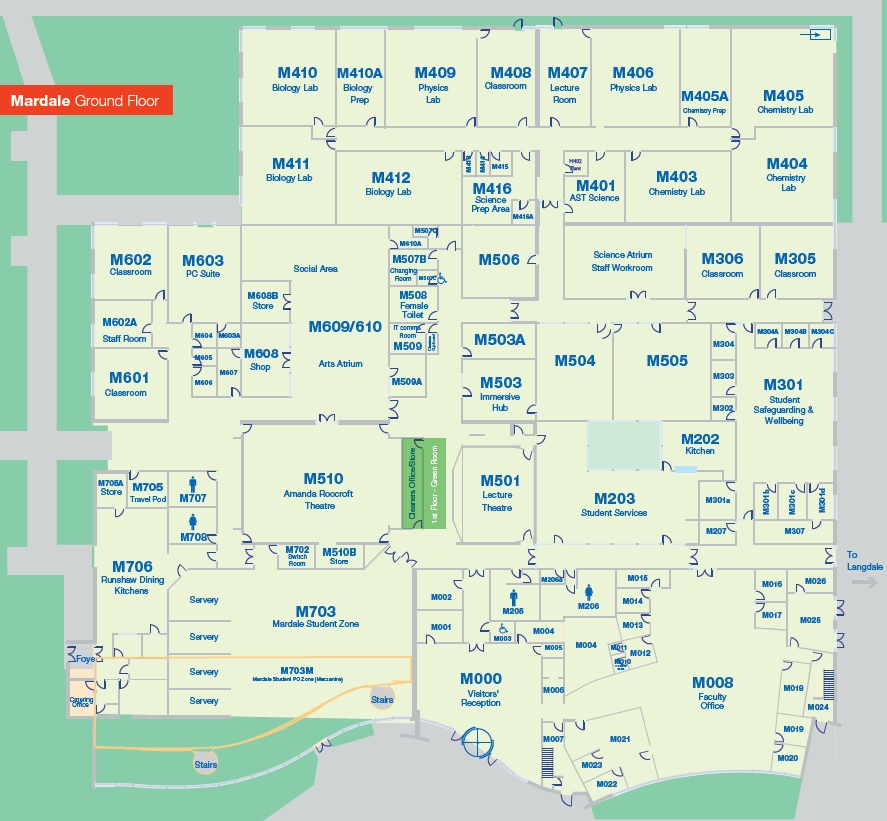 Mardale Ground Floor
M410
Biology Lab
M410A
Biology
Prep
M409
Physics
Lab
M408
Classroom
M407
Lecture
Room
M406
Physics Lab
M405A
Chemistry Prep
M405
Chemistry Lab
M411
Biology Lab
M412
Biology Lab
M415
M416
Science
Prep Area
M416A
M402
M401
AST Science
M403
Chemistry Lab
M404
Chemistry
Lab
M602
Classroom
M603
PC Suite
Social Area
M610A
M507B
Changing
Room
M506
Science Atrium
Staff Workroom
M306
Classroom
M305
Classroom
M608B
Store
M508
Female
Toilet
M602A
Staff Room
M604
M603A
M609/610
IT comms
Room
M509
M503A
M504
M505
M304
M304A
M304B
M304C
M605
M608
Shop
Arts Atrium
M601
Classroom
M606
M607
M509A
M503
Immersive
Hub
M303
M301
Student
Safeguarding &
Wellbeing
M302
M202
Kitchen
M510
Amanda Roocroft
Theatre
Cleaners Office/Store
1st Floor - Green Room
M501
Lecture
Theatre
M705A
Store
M705
Travel Pod
M707
M203
Student Services
M301a
M301b
M301c
M301d
M708
M207
M307
M702
Switch
Room
M510B
Store
To
Langdale
M706
Runshaw Dining
Kitchens
Servery
M703
Mardale Student Zone
M002
M205
M206
M015
M014
M016
M026
M017
M025
Servery
M001
M003
M004
M013
M004
M005
M011
M010
M012
Foyer
Servery
M703M
Mardale Student PO Zone (Mezzanine)
M000
Visitors'
Reception
M006
M008
Faculty
Office
M018
M024
Catering
Office
Servery
Stairs
M007
M021
M019
Stairs
M023
M020
M022